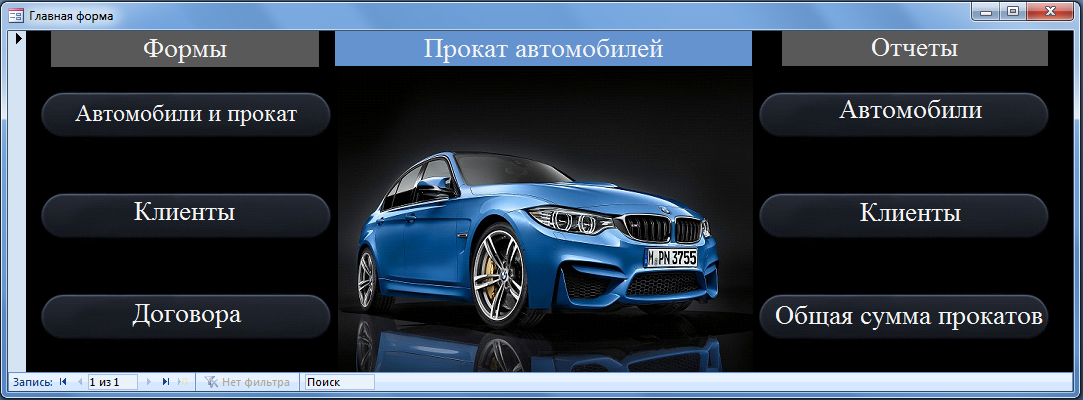 Главная форма
Формы
Прокат автомобилей
Отчеты
Автомобили и прокат
Автомобили
Клиенты
Клиенты
M PN 3755
Договора
Общая сумма прокатов
Запись: 1 из 1 Нет фильтра Поиск